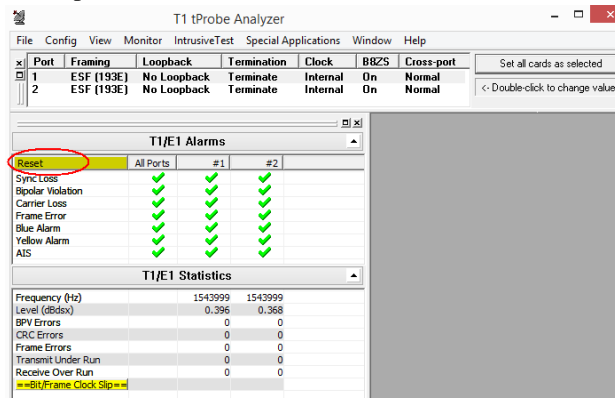 T1 tProbe Analyzer
File Config View Monitor IntrusiveTest Special Applications Window Help
Port Framing Loopback Termination Clock B8ZS Cross-port
1 ESF (193E) No Loopback Terminate Internal On Normal
2 ESF (193E) No Loopback Terminate Internal On Normal
Set all cards as selected
<- Double-click to change value
T1/E1 Alarms
Reset All Ports #1 #2
Sync Loss
Bipolar Violation
Carrier Loss
Frame Error
Blue Alarm
Yellow Alarm
AIS
T1/E1 Statistics
Frequency (Hz) 1543999 1543999
Level (dBdsx) 0.396 0.368
BPV Errors 0 0
CRC Errors 0 0
Frame Errors 0 0
Transmit Under Run 0 0
Receive Over Run 0 0
==Bit/Frame Clock Slip==